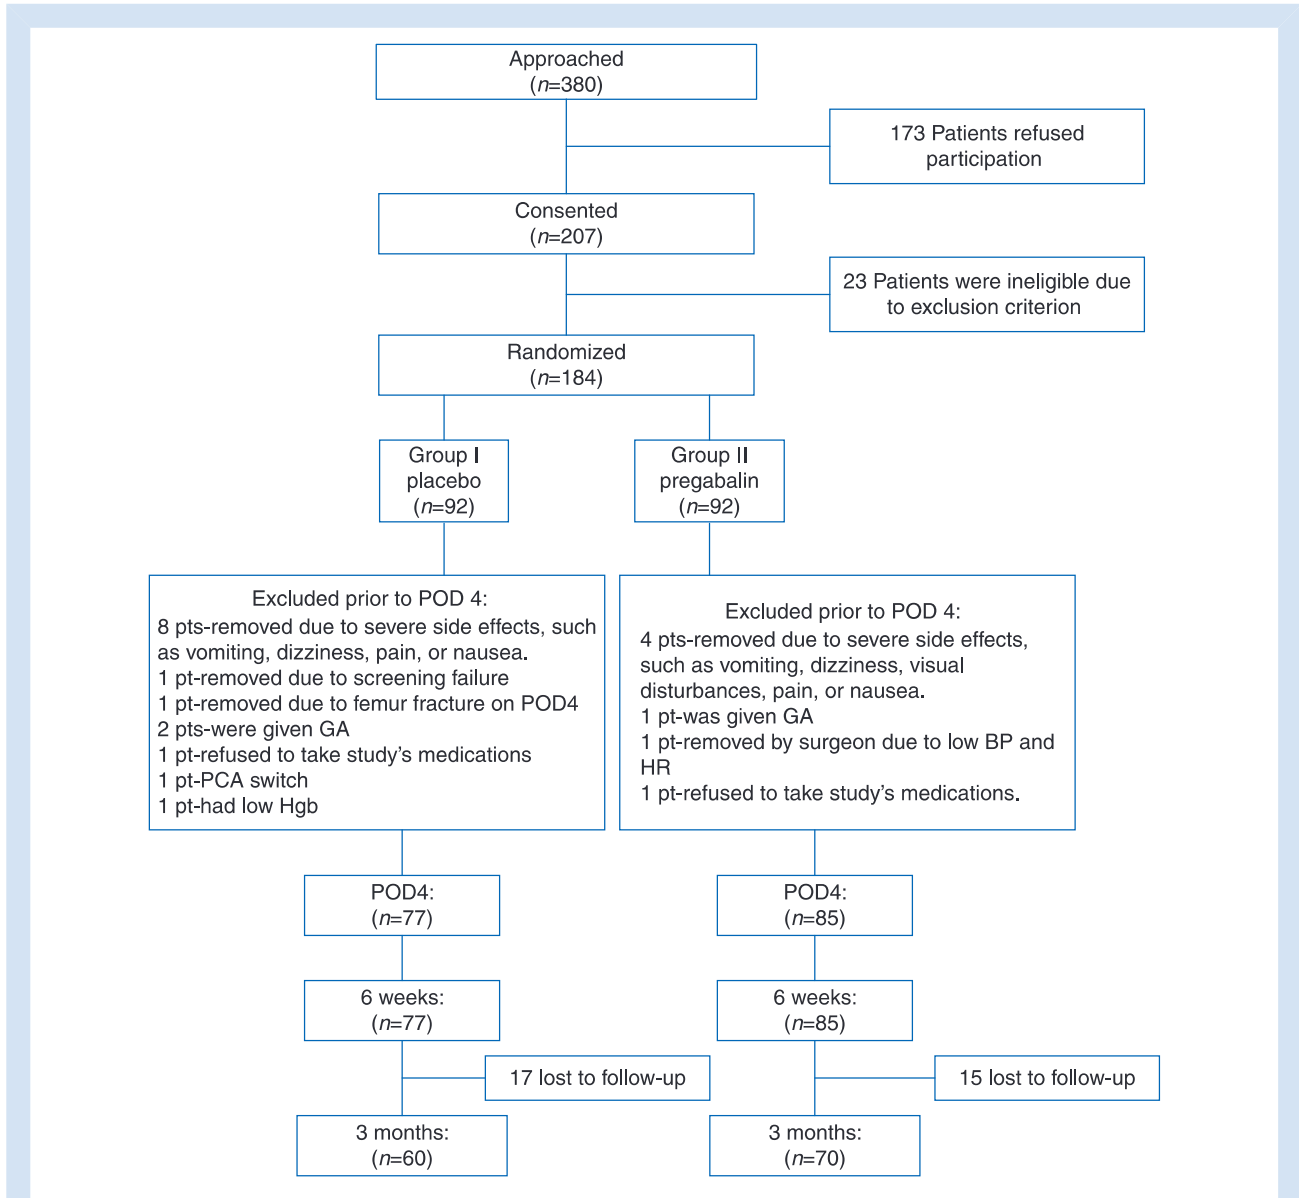 Approached
(n=380)
173 Patients refused
participation
Consented
(n=207)
23 Patients were ineligible due
to exclusion criterion
Randomized
(n=184)
Group I
placebo
(n=92)
Group II
pregabalin
(n=92)
Excluded prior to POD 4:
8 pts-removed due to severe side effects, such
as vomiting, dizziness, pain, or nausea.
1 pt-removed due to screening failure
1 pt-removed due to femur fracture on POD4
2 pts-were given GA
1 pt-refused to take study’s medications
1 pt-PCA switch
1 pt-had low Hgb
Excluded prior to POD 4:
4 pts-removed due to severe side effects,
such as vomiting, dizziness, visual
disturbances, pain, or nausea.
1 pt-was given GA
1 pt-removed by surgeon due to low BP and
HR
1 pt-refused to take study’s medications.
POD4:
(n=77)
POD4:
(n=85)
6 weeks:
(n=77)
6 weeks:
(n=85)
17 lost to follow-up
15 lost to follow-up
3 months:
(n=60)
3 months:
(n=70)